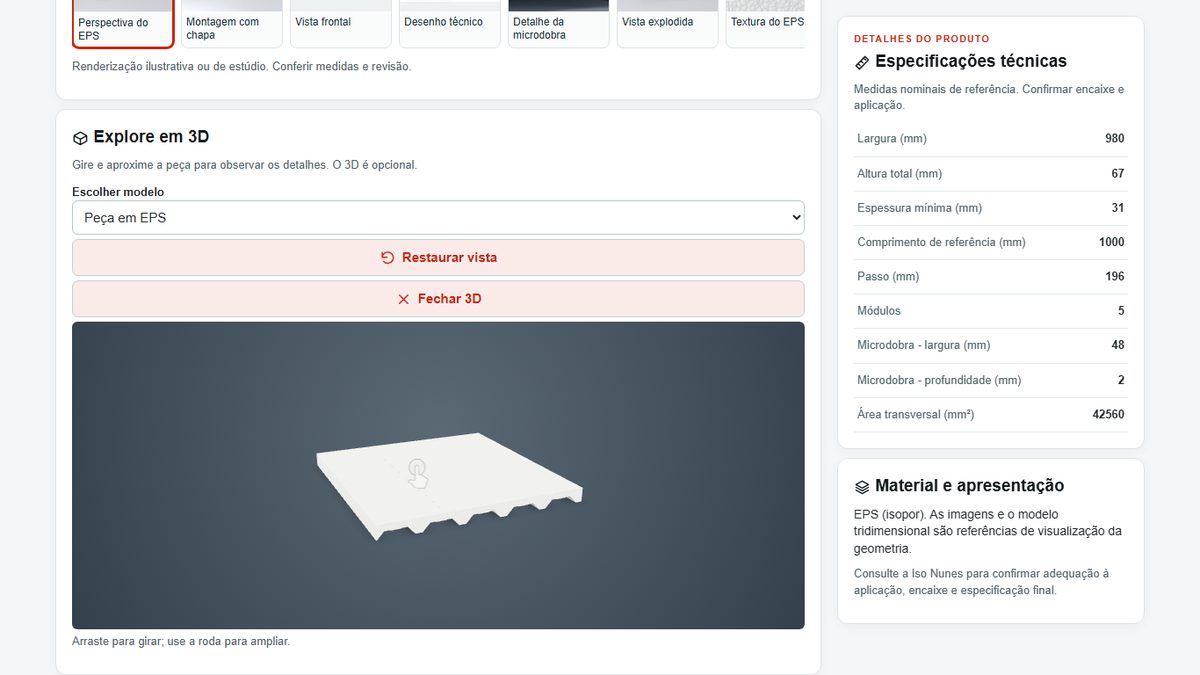 Perspectiva do
EPS
Montagem com
chapa
Vista frontal
Desenho técnico
Detalhe da
microdobra
Vista explodida
Textura do EPS
Renderização ilustrativa ou de estúdio. Conferir medidas e revisão.
Explore em 3D
Gire e aproxime a peça para observar os detalhes. O 3D é opcional.
Escolher modelo
Peça em EPS
Restaurar vista
Fechar 3D
Arraste para girar; use a roda para ampliar.
DETALHES DO PRODUTO
Especificações técnicas
Medidas nominais de referência. Confirmar encaixe e
aplicação.
Largura (mm) 980
Altura total (mm) 67
Espessura mínima (mm) 31
Comprimento de referência (mm) 1000
Passo (mm) 196
Módulos 5
Microdobra - largura (mm) 48
Microdobra - profundidade (mm) 2
Área transversal (mm²) 42560
Material e apresentação
EPS (isopor). As imagens e o modelo
tridimensional são referências de visualização da
geometria.
Consulte a Iso Nunes para confirmar adequação à
aplicação, encaixe e especificação final.